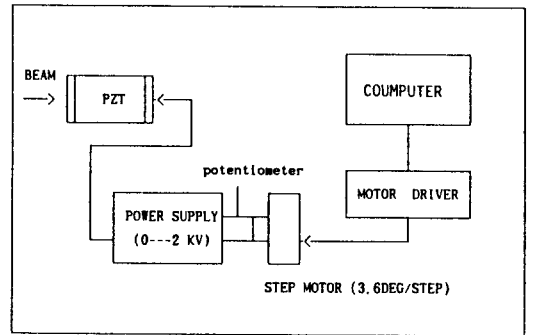 BEAM
PZT
COUMPUTER
potentiometer
MOTOR DRIVER
POWER SUPPLY
(0---2 KV)
STEP MOTOR (3,6DEG/STEP)